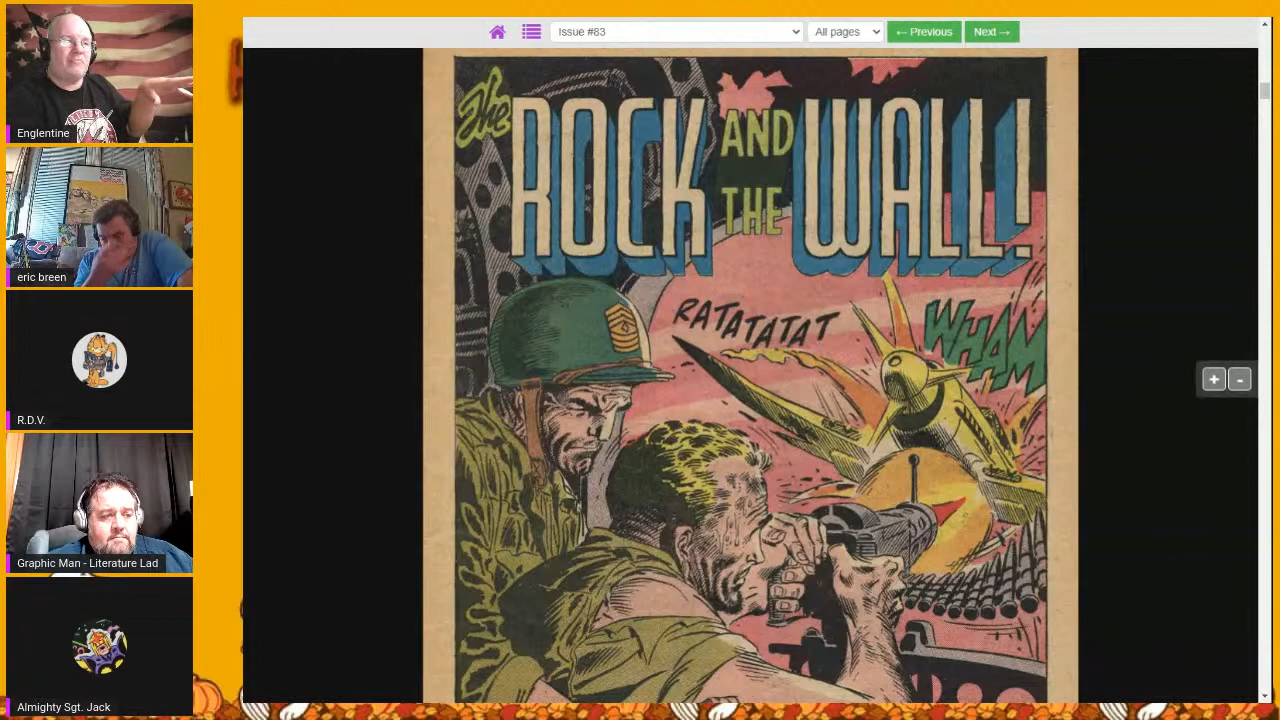 Issue #83
All pages
← Previous
Next →
The
ROCK AND THE WALL!
RATATATAT
WHAM
+
-
Englentine
eric breen
R.D.V.
Graphic Man - Literature Lad
Almighty Sgt. Jack